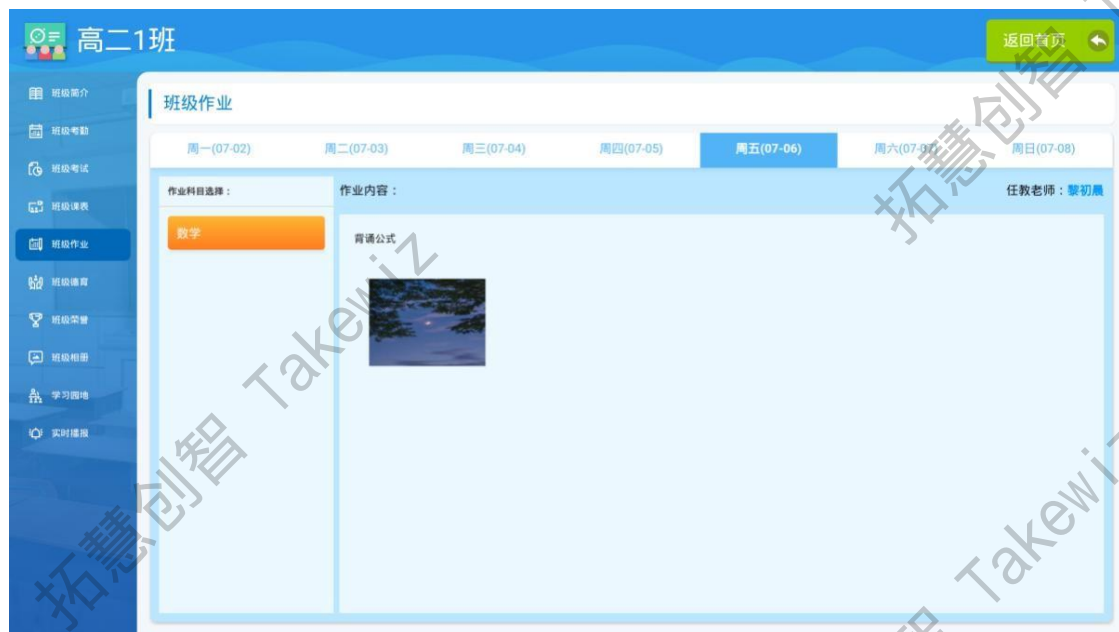 高二1班
返回首页
班级简介
班级考勤
班级考试
班级课表
班级作业
班级德育
班级荣誉
班级相册
学习园地
实时播报
班级作业
周一(07-02)
周二(07-03)
周三(07-04)
周四(07-05)
周五(07-06)
周六(07-07)
周日(07-08)
作业科目选择：
数学
作业内容：
任教老师：黎初晨
背诵公式
拓慧创智 Takewiz
拓慧创智
Takewiz